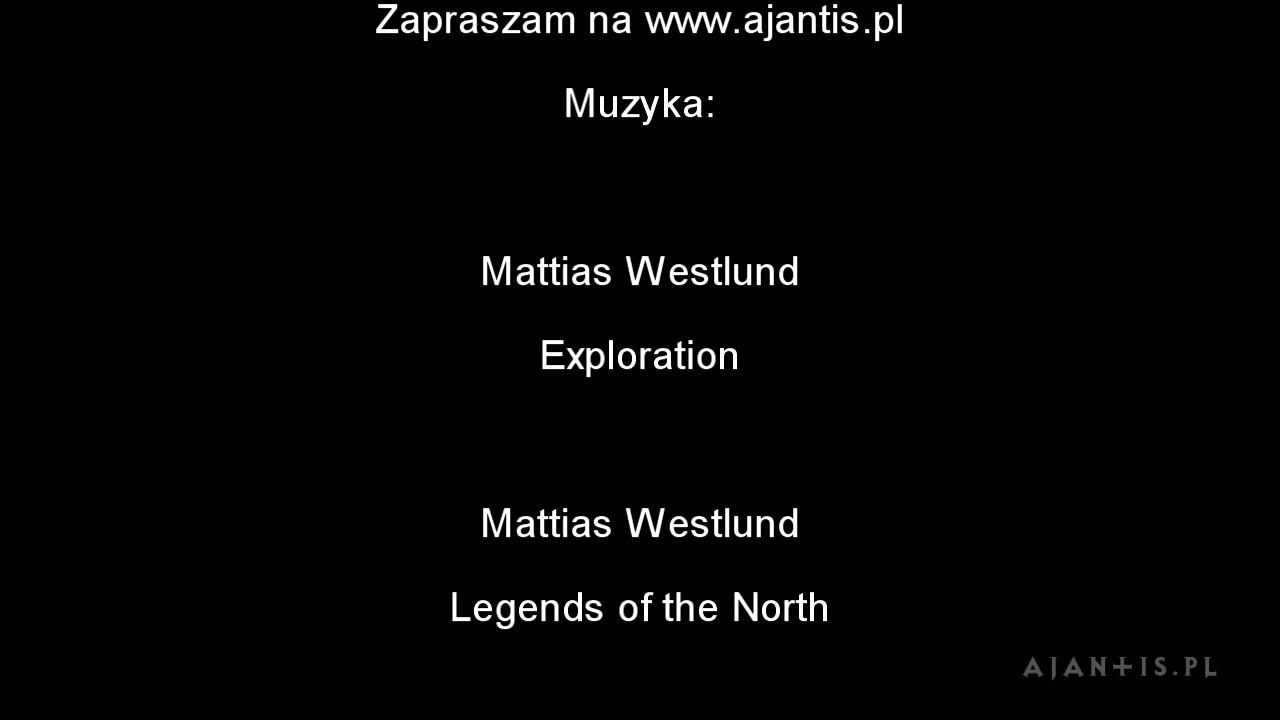 Zapraszam na www.ajantis.pl
Muzyka:
Mattias Westlund
Exploration
Mattias Westlund
Legends of the North
AJANTIS.PL